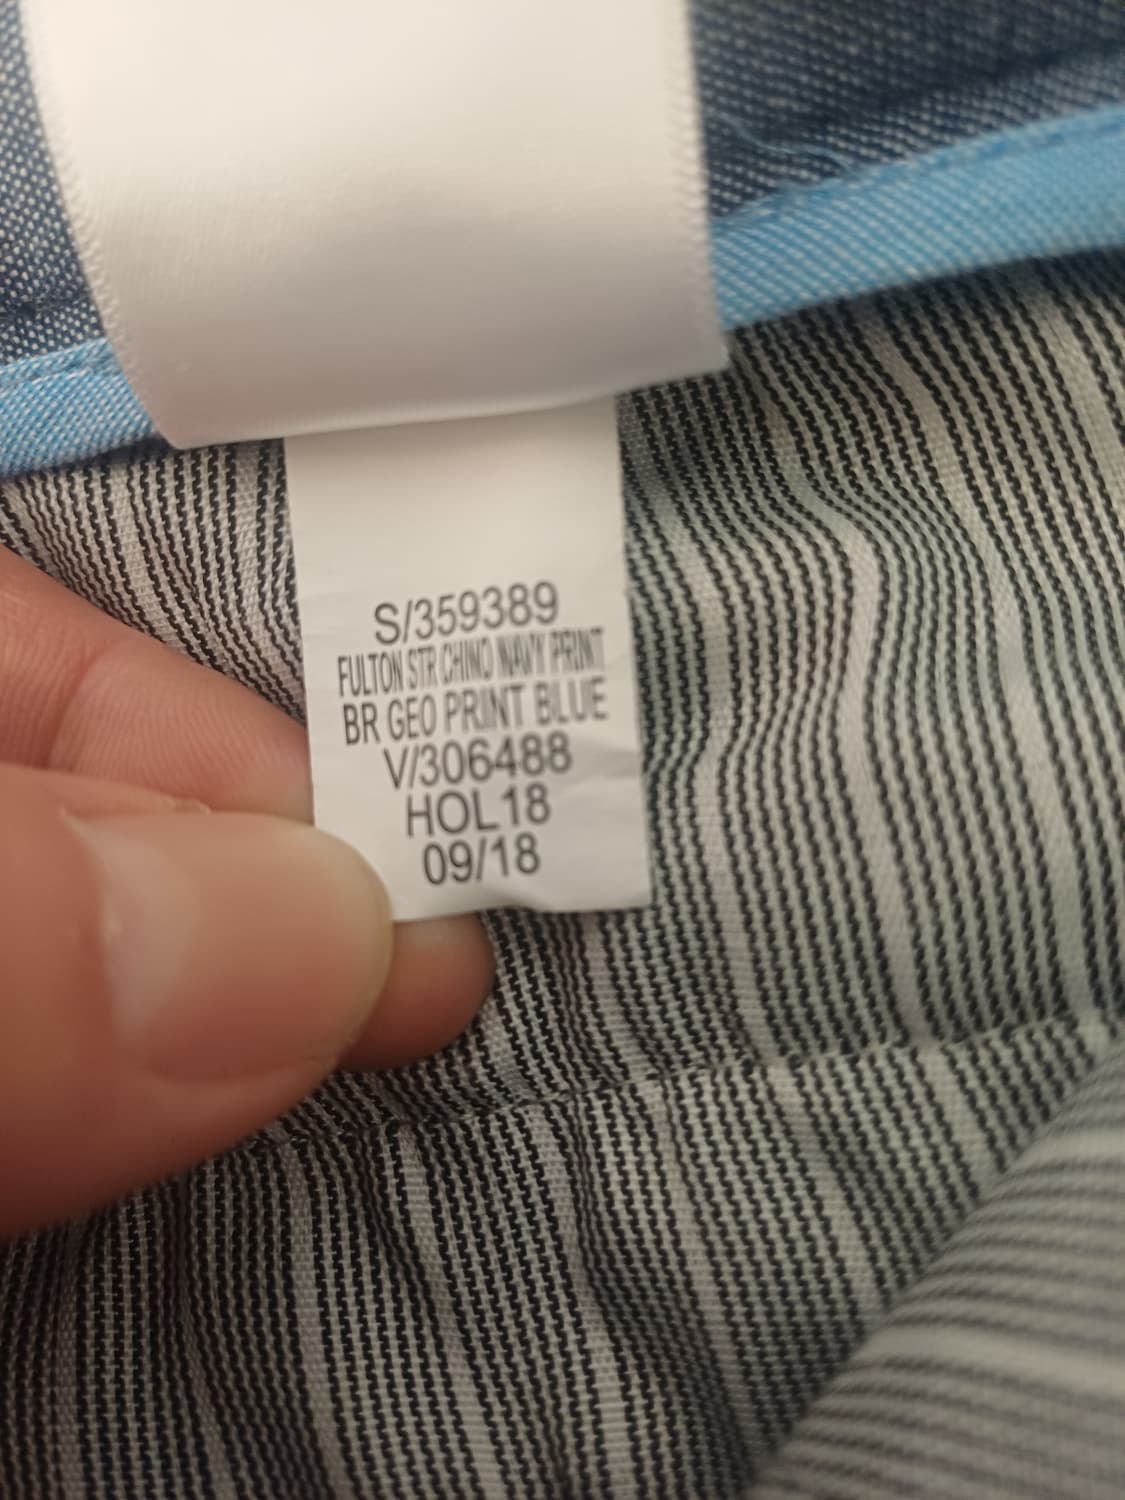 S/359389
FULTON STR CHINO NAVY PRINT
BR GEO PRINT BLUE
V/306488
HOL18
09/18